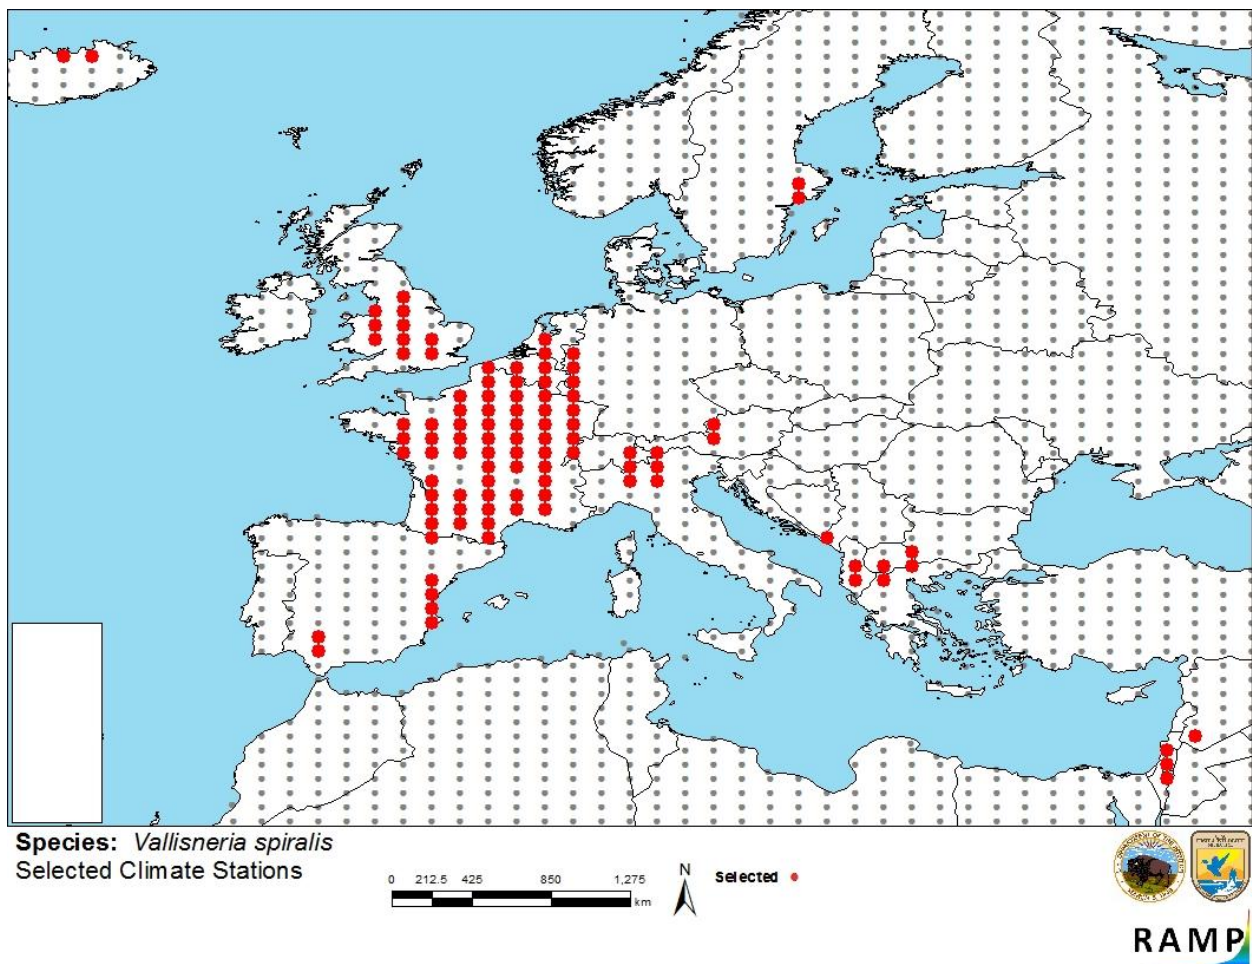 Species: Vallisneria spiralis
Selected Climate Stations
0 212.5 425 850 1,275
km
N
Selected
RAMP